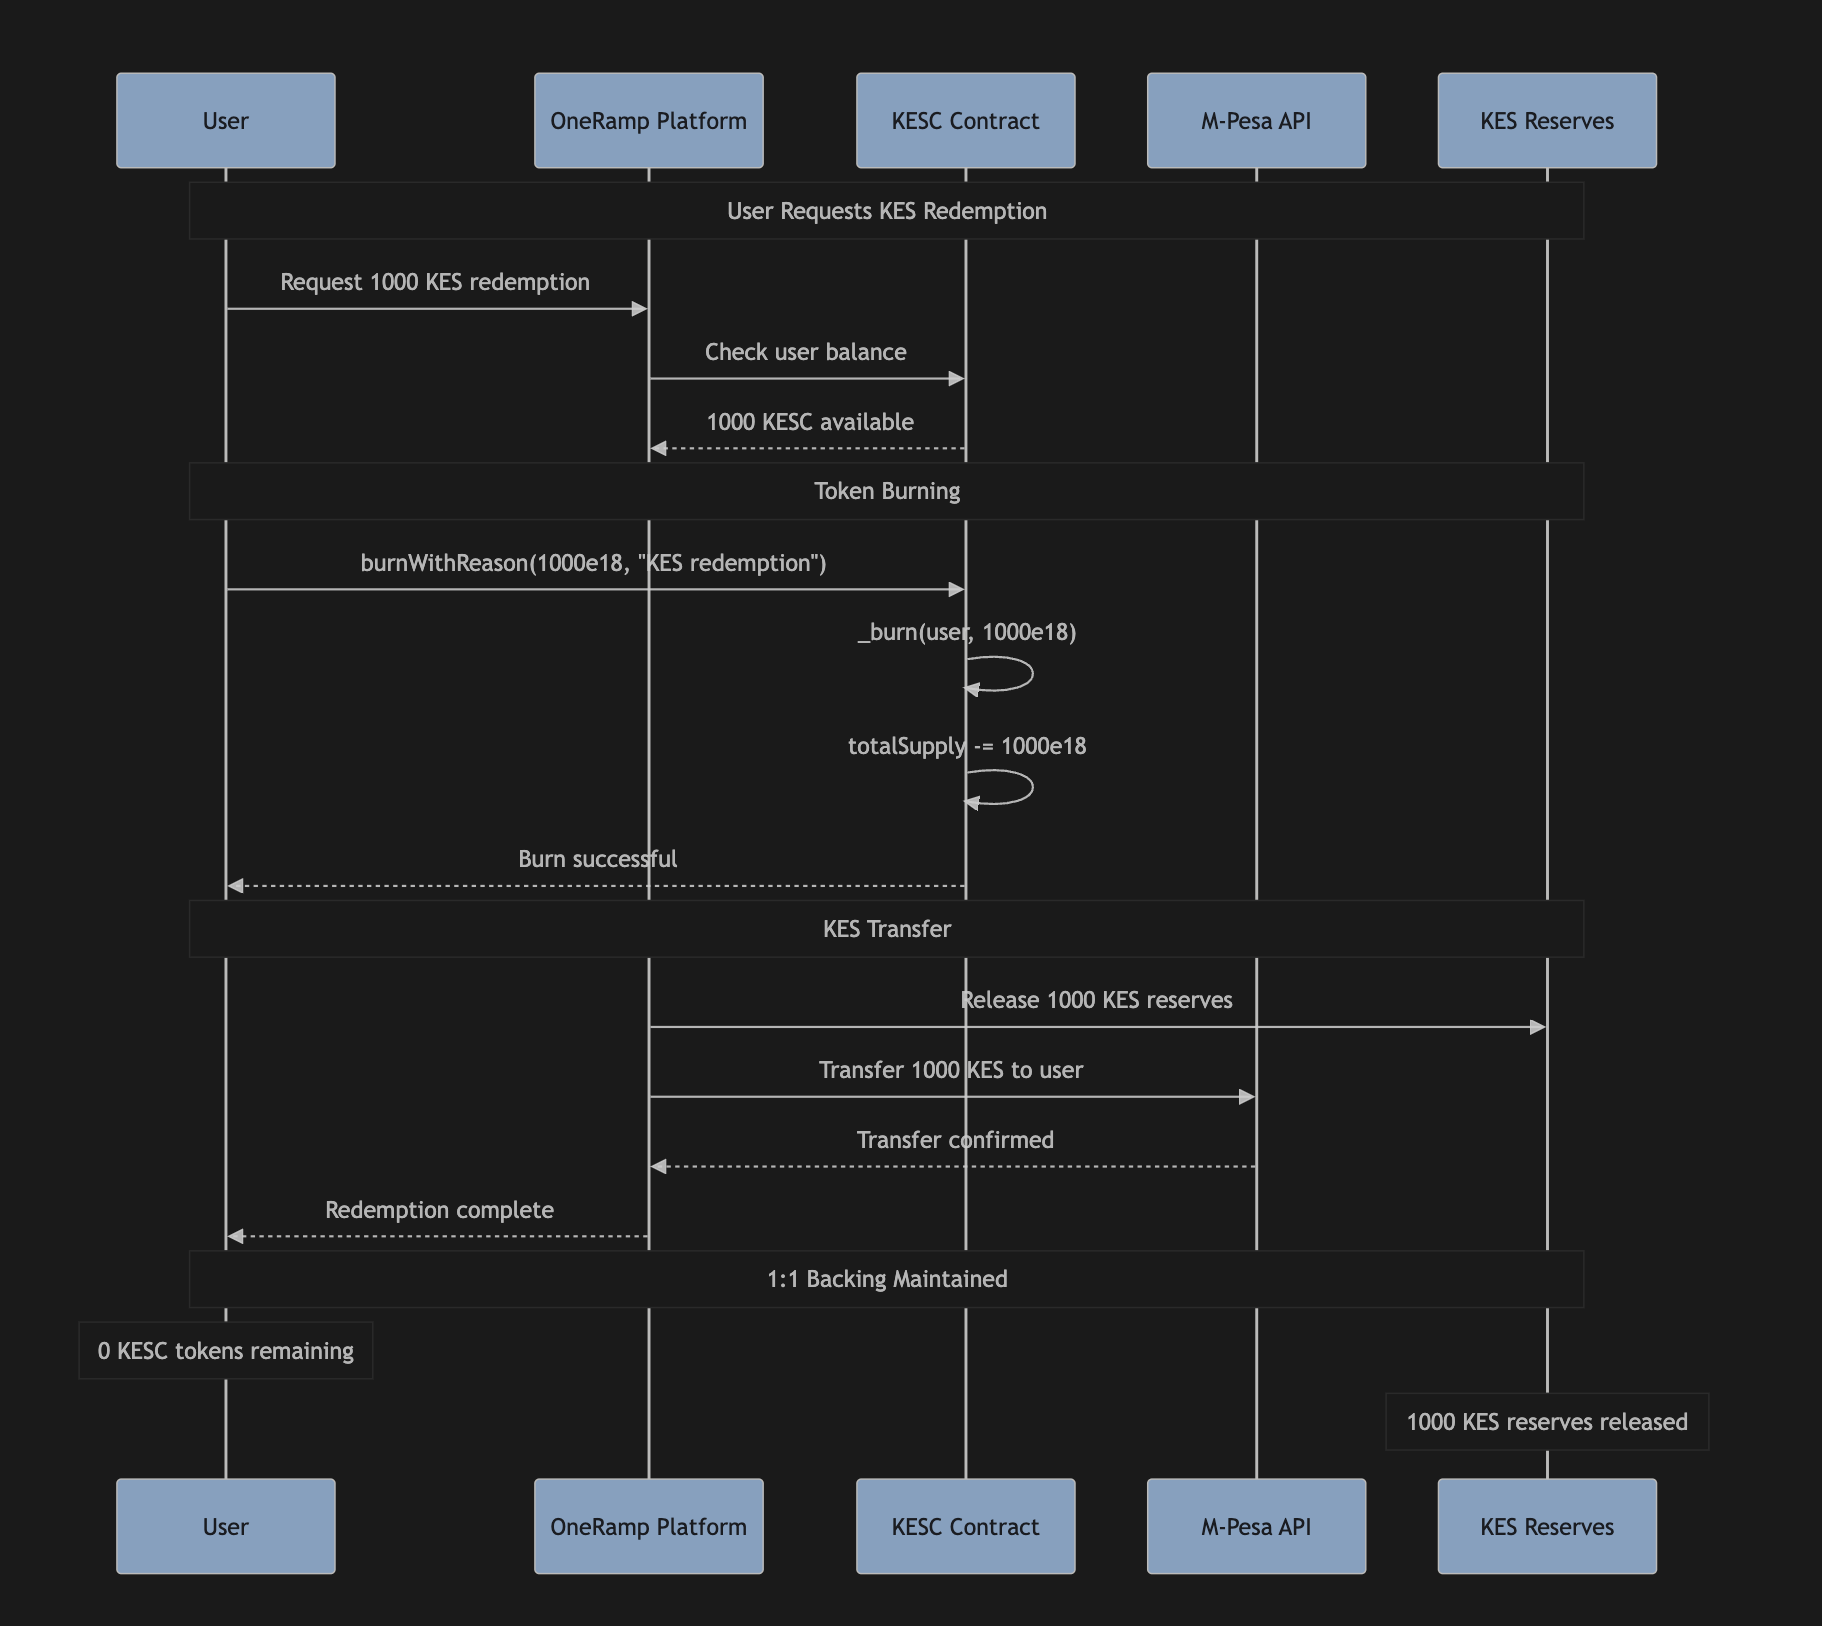 User
OneRamp Platform
KESC Contract
M-Pesa API
KES Reserves
User Requests KES Redemption
Request 1000 KES redemption
Check user balance
1000 KESC available
Token Burning
burnWithReason(1000e18, "KES redemption")
_burn(user, 1000e18)
totalSupply -= 1000e18
Burn successful
KES Transfer
Release 1000 KES reserves
Transfer 1000 KES to user
Transfer confirmed
Redemption complete
1:1 Backing Maintained
0 KESC tokens remaining
1000 KES reserves released
User
OneRamp Platform
KESC Contract
M-Pesa API
KES Reserves